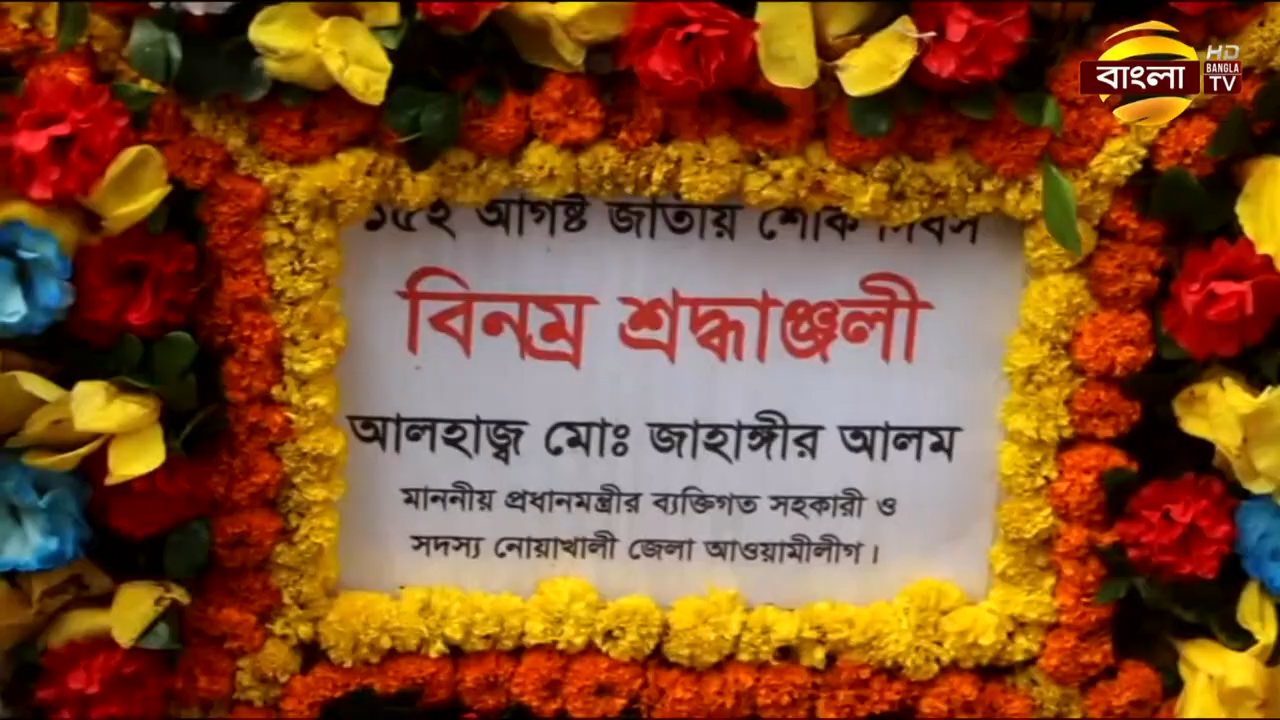 বাংলা
HD
BANGLA
TV
১৫ই আগষ্ট জাতীয় শোক দিবস
বিনম্র শ্রদ্ধাঞ্জলী
আলহাজ্ব মোঃ জাহাঙ্গীর আলম
মাননীয় প্রধানমন্ত্রীর ব্যক্তিগত সহকারী ও
সদস্য নোয়াখালী জেলা আওয়ামীলীগ।